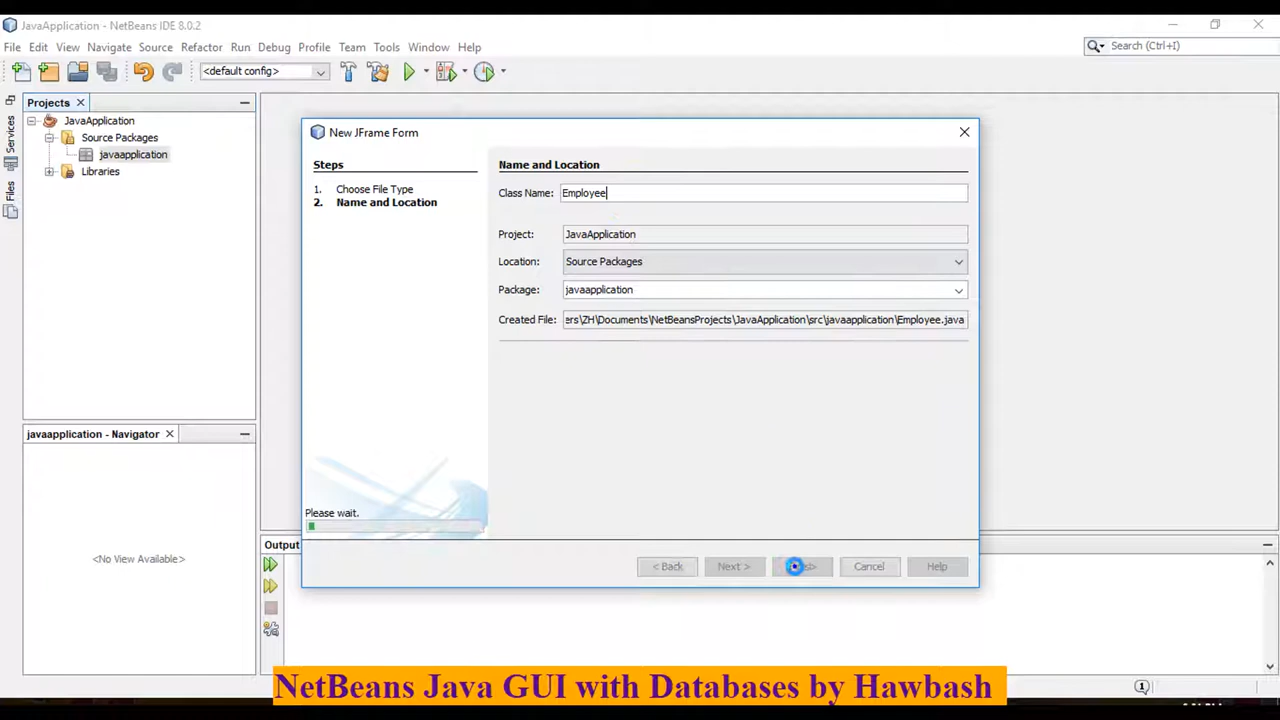 JavaApplication - NetBeans IDE 8.0.2
File Edit View Navigate Source Refactor Run Debug Profile Team Tools Window Help
Search (Ctrl+I)
<default config>
Projects
JavaApplication
Source Packages
javaapplication
Libraries
Services
Files
New JFrame Form
Steps
1. Choose File Type
2. Name and Location
Name and Location
Class Name: Employee
Project: JavaApplication
Location: Source Packages
Package: javaapplication
Created File: ers\ZH\Documents\NetBeansProjects\JavaApplication\src\javaapplication\Employee.java
Please wait.
< Back Next > Cancel Help
javaapplication - Navigator
<No View Available>
Output
1
NetBeans Java GUI with Databases by Hawbash